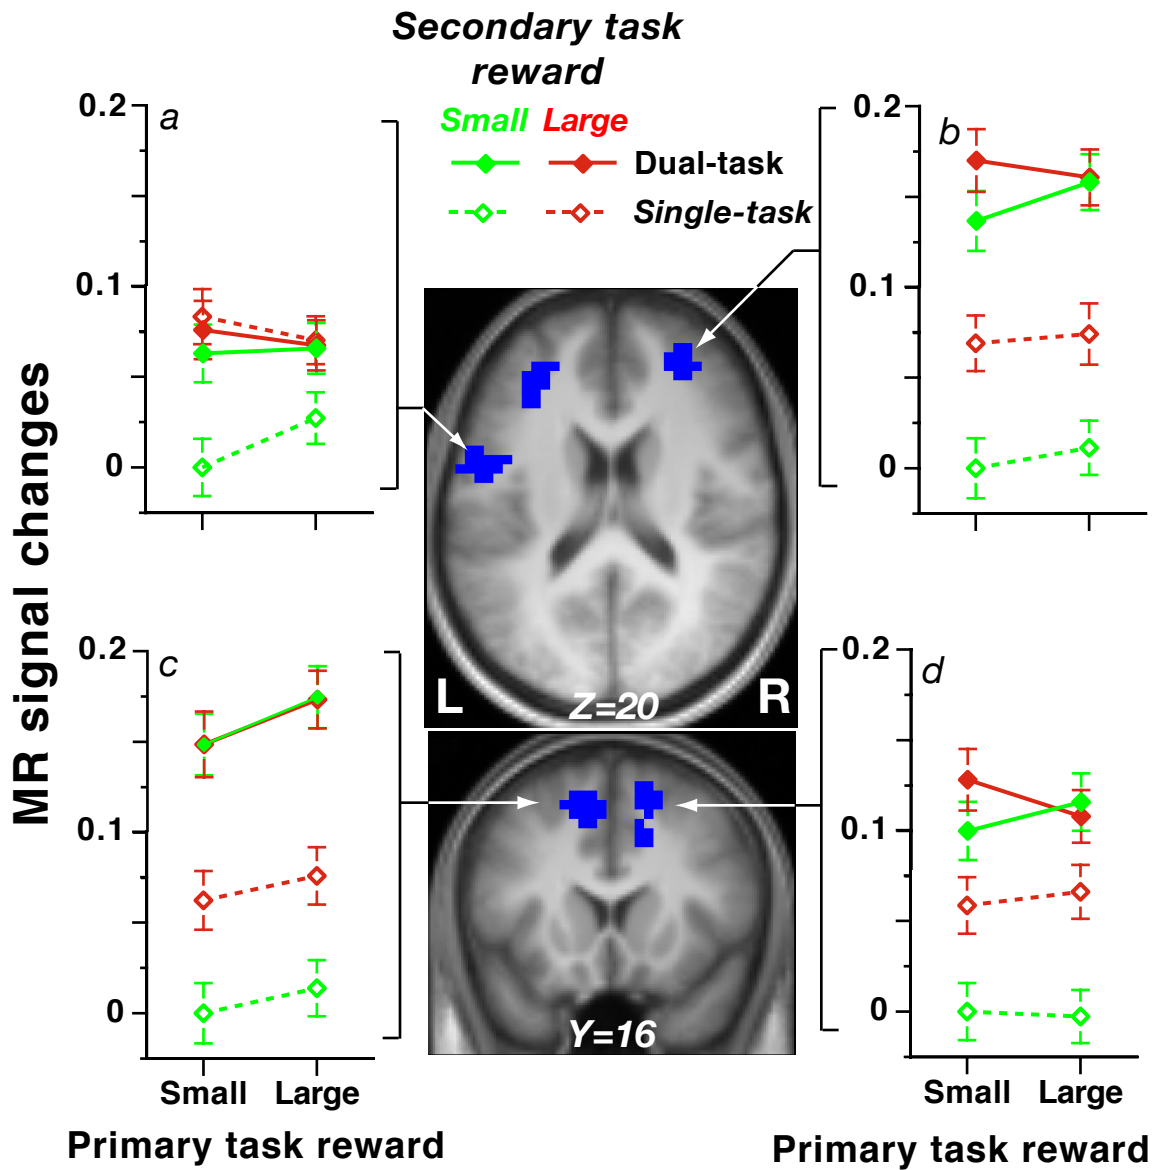 Secondary task
reward
Small Large
Dual-task
Single-task
a
0.2
0.1
0
b
0.2
0.1
0
MR signal changes
L
Z=20
R
c
0.2
0.1
0
Small Large
Primary task reward
Y=16
d
0.2
0.1
0
Small Large
Primary task reward